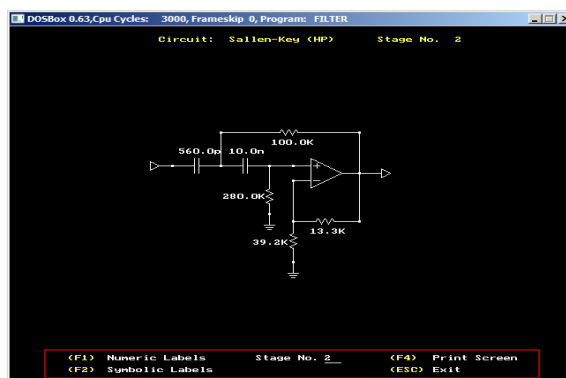 DOSBox 0.63,Cpu Cycles: 3000, Frameskip 0, Program: FILTER
Circuit: Sallen-Key (HP) Stage No. 2
100.0K
560.0p 10.0n
+
-
280.0K
13.3K
39.2K
(F1) Numeric Labels Stage No. 2 (F4) Print Screen
(F2) Symbolic Labels (ESC) Exit